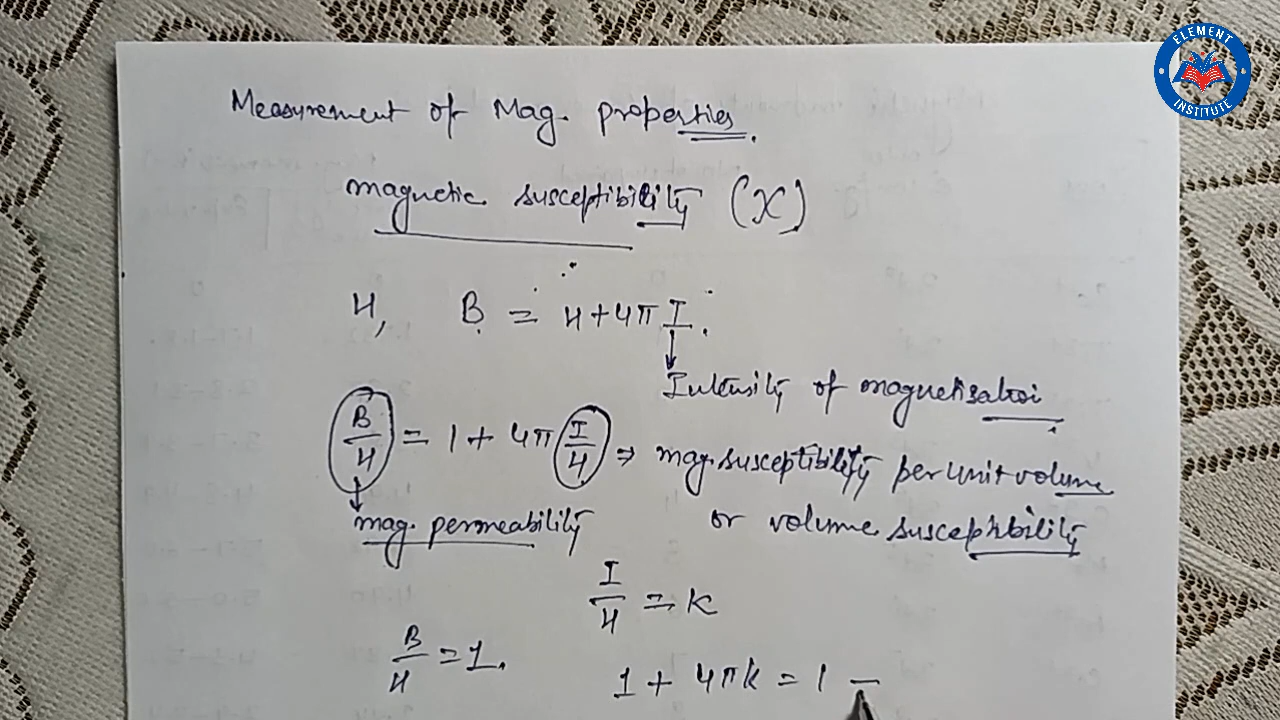 ELEMENT INSTITUTE
Measurement of Mag. properties.
magnetic susceptibility (X)
H, B = H+4π I.
Intensity of magnetisation
B/H = 1 + 4π I/H ⇒ mag. susceptibility per unit volume
mag. permeability or volume susceptibility
I/H = K
B/H = 1.
1 + 4πk = 1 —